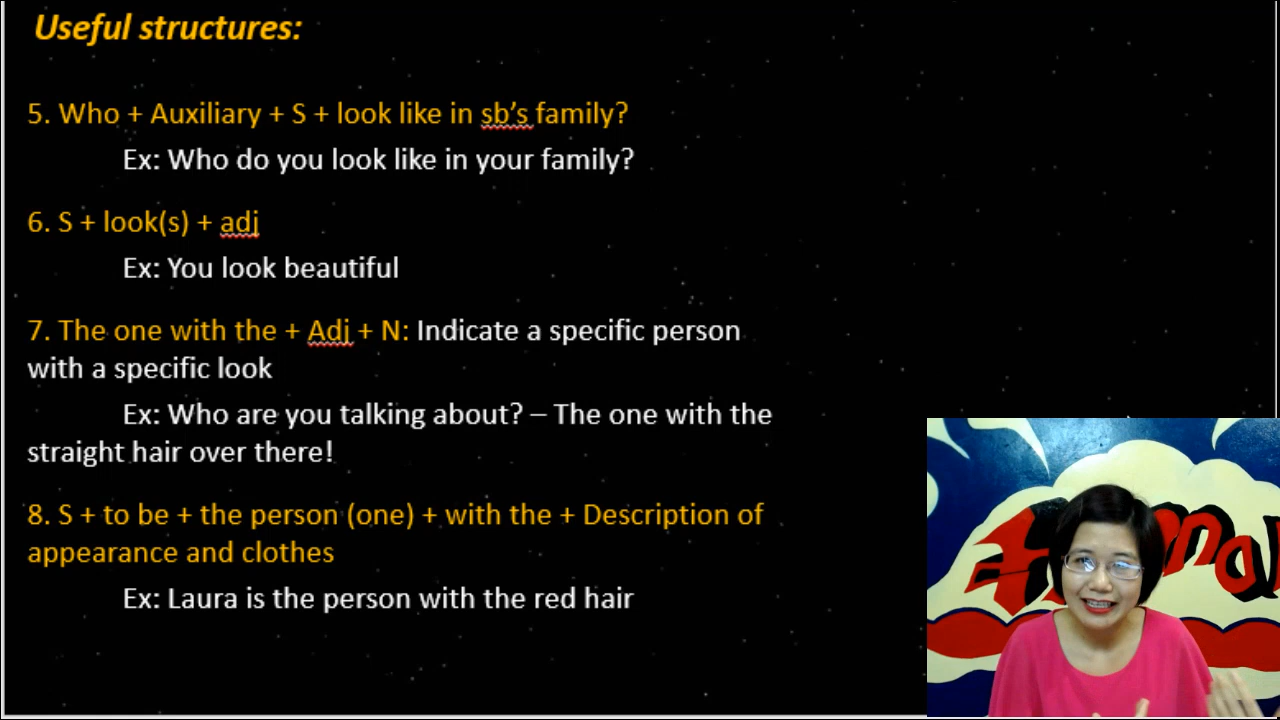 Useful structures:
5. Who + Auxiliary + S + look like in sb's family?
Ex: Who do you look like in your family?
6. S + look(s) + adj
Ex: You look beautiful
7. The one with the + Adj + N: Indicate a specific person
with a specific look
Ex: Who are you talking about? – The one with the
straight hair over there!
8. S + to be + the person (one) + with the + Description of
appearance and clothes
Ex: Laura is the person with the red hair